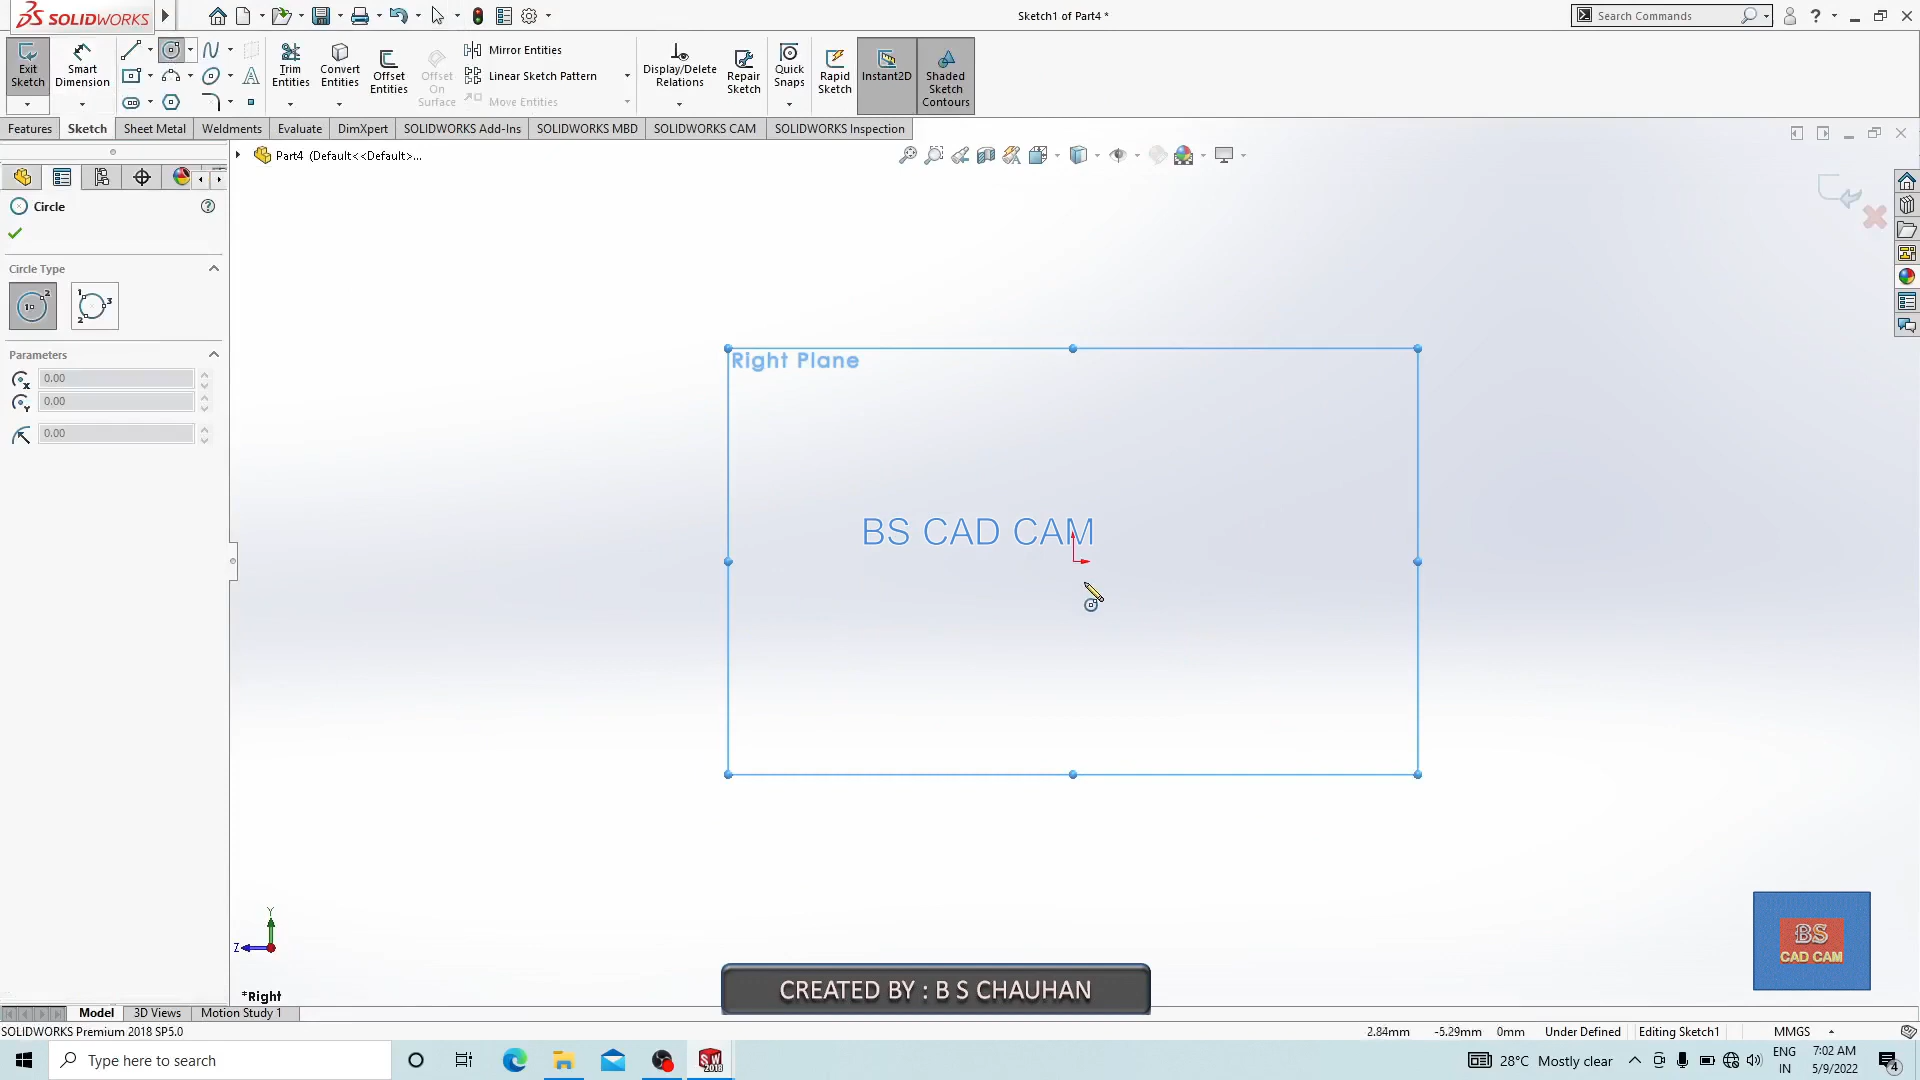 SOLIDWORKS
Sketch1 of Part4 *
Search Commands
Exit Sketch
Smart Dimension
Trim Entities
Convert Entities
Offset Entities
Offset On Surface
Mirror Entities
Linear Sketch Pattern
Move Entities
Display/Delete Relations
Repair Sketch
Quick Snaps
Rapid Sketch
Instant2D
Shaded Sketch Contours
Features
Sketch
Sheet Metal
Weldments
Evaluate
DimXpert
SOLIDWORKS Add-Ins
SOLIDWORKS MBD
SOLIDWORKS CAM
SOLIDWORKS Inspection
Part4 (Default<<Default>...
Circle
Circle Type
Parameters
0.00
0.00
0.00
Right Plane
BS CAD CAM
Y
Z
*Right
BS
CAD CAM
CREATED BY : B S CHAUHAN
Model
3D Views
Motion Study 1
SOLIDWORKS Premium 2018 SP5.0
2.84mm
-5.29mm
0mm
Under Defined
Editing Sketch1
MMGS
Type here to search
28°C Mostly clear
ENG
IN
7:02 AM
5/9/2022
4